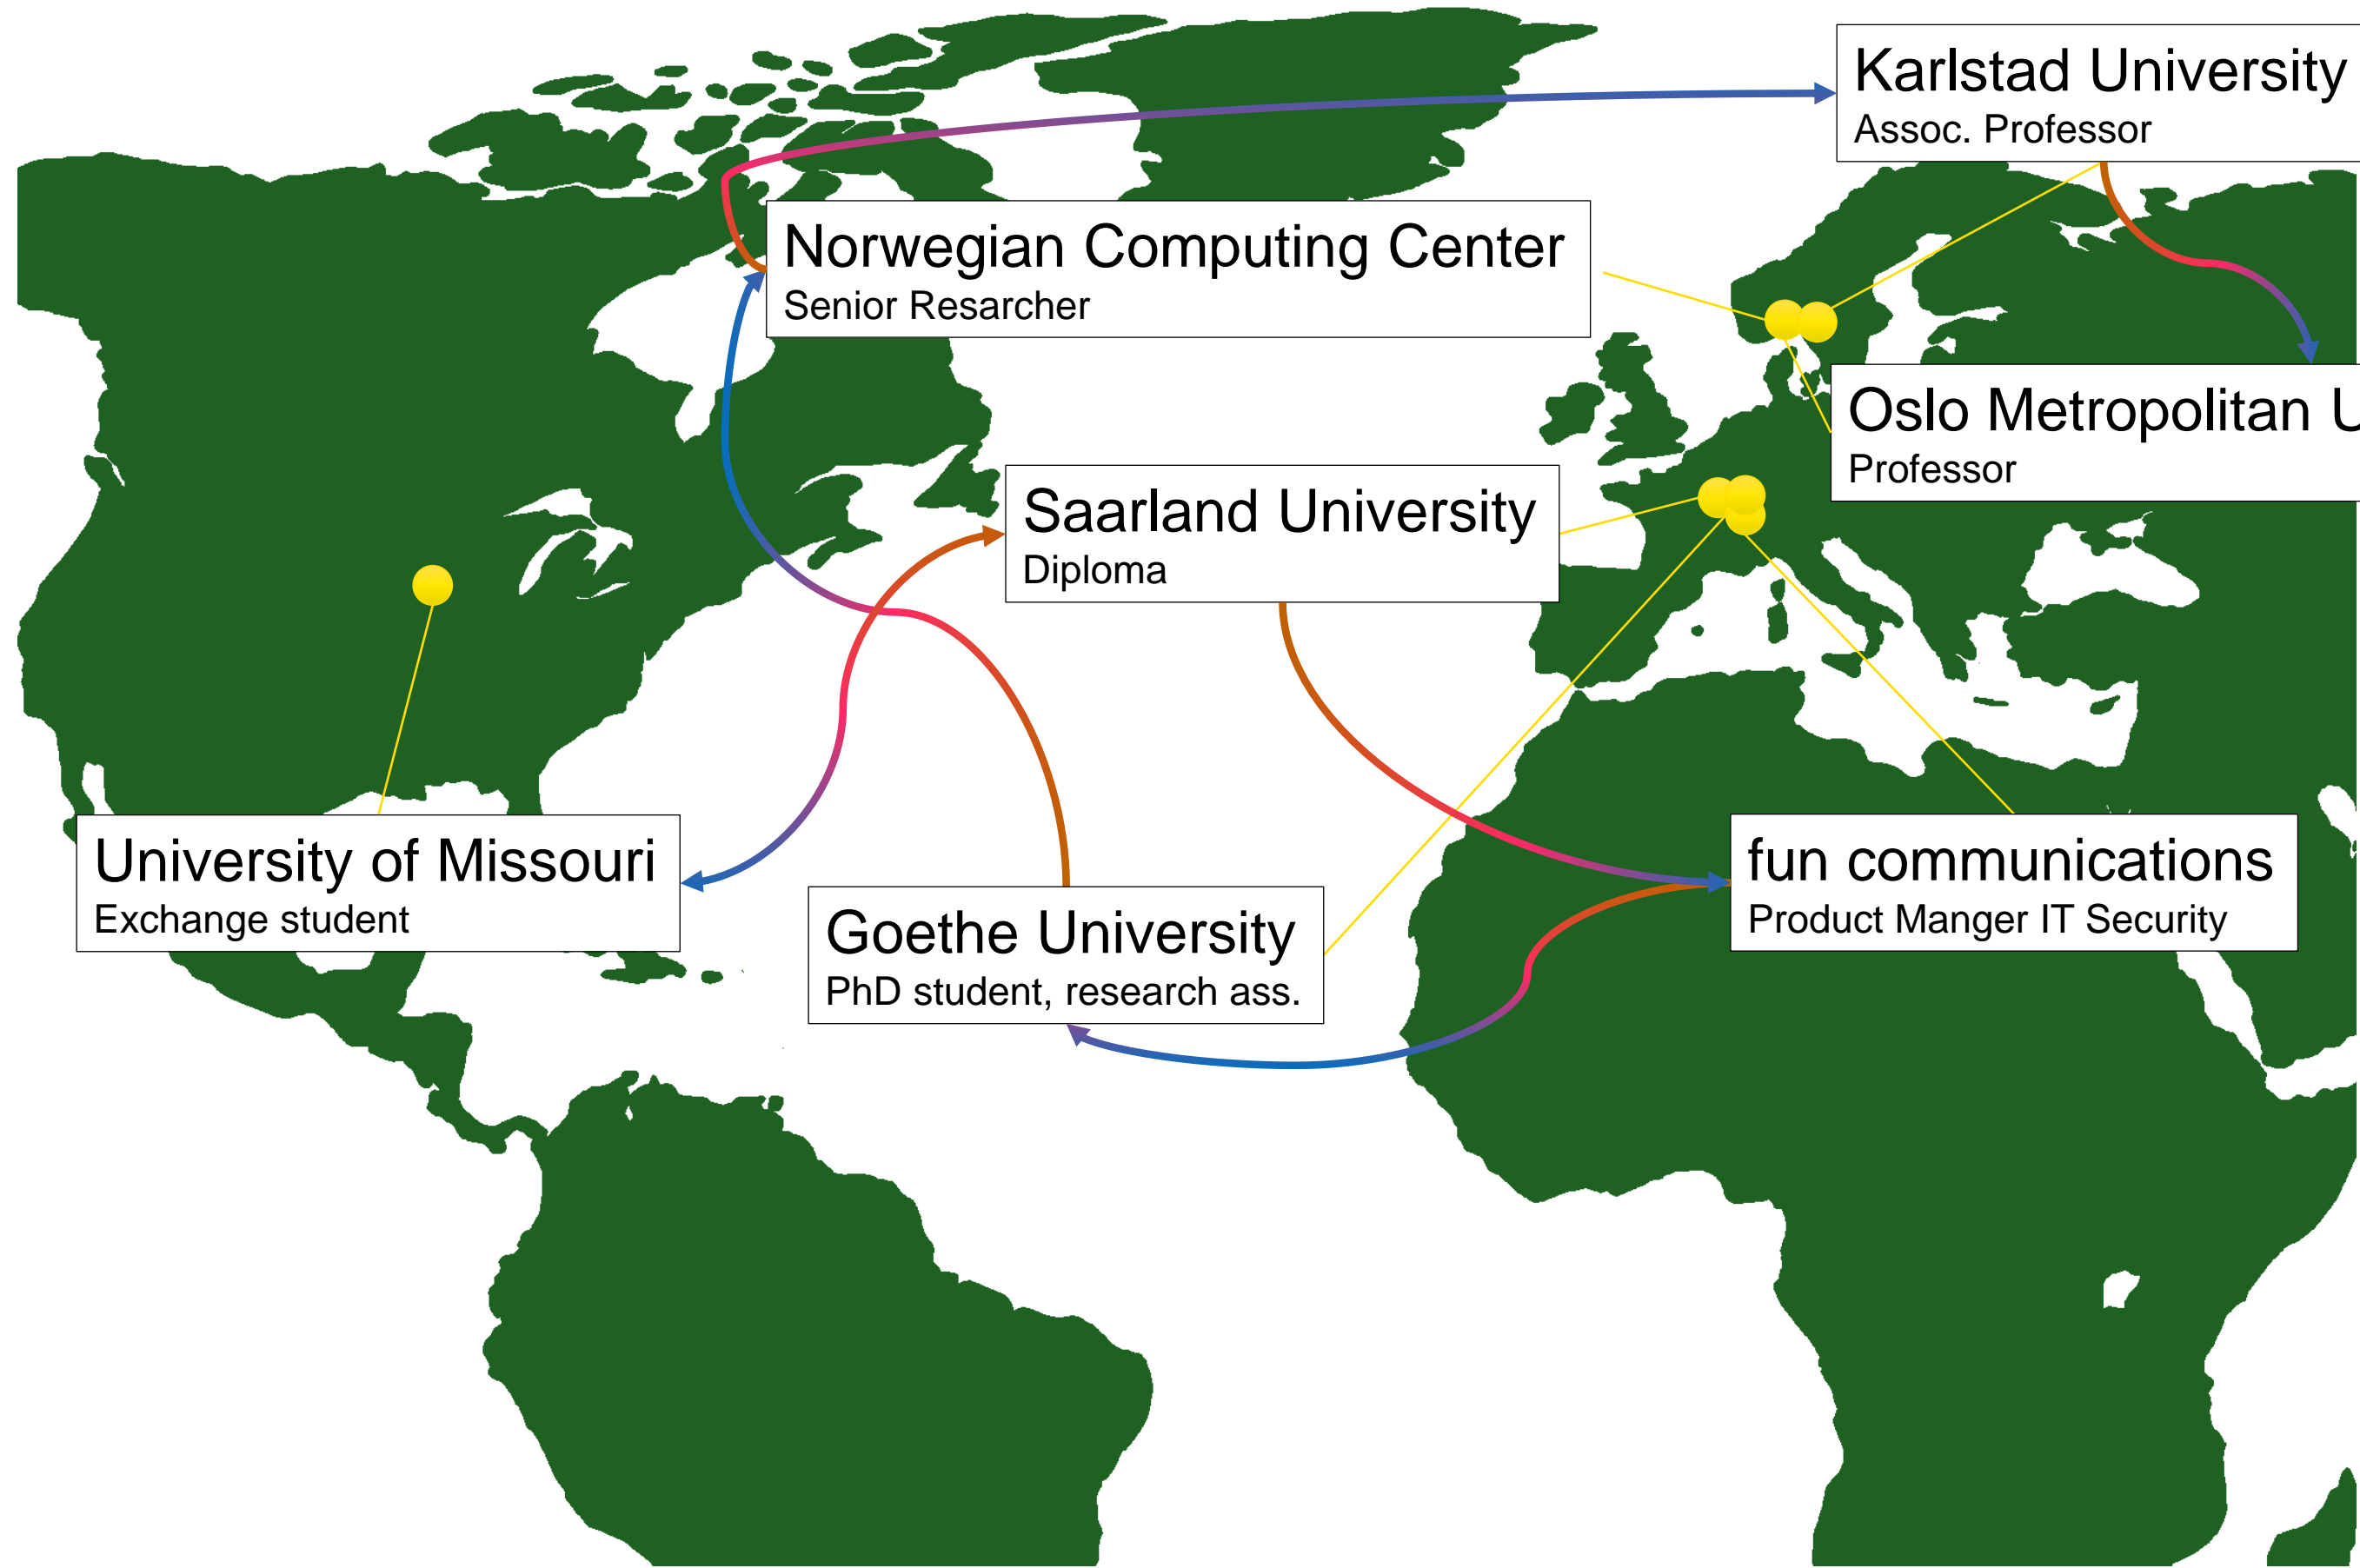 Karlstad University
Assoc. Professor
Norwegian Computing Center
Senior Resarcher
Oslo Metropolitan
Professor
Saarland University
Diploma
University of Missouri
Exchange student
Goethe University
PhD student, research ass.
fun communications
Product Manger IT Security